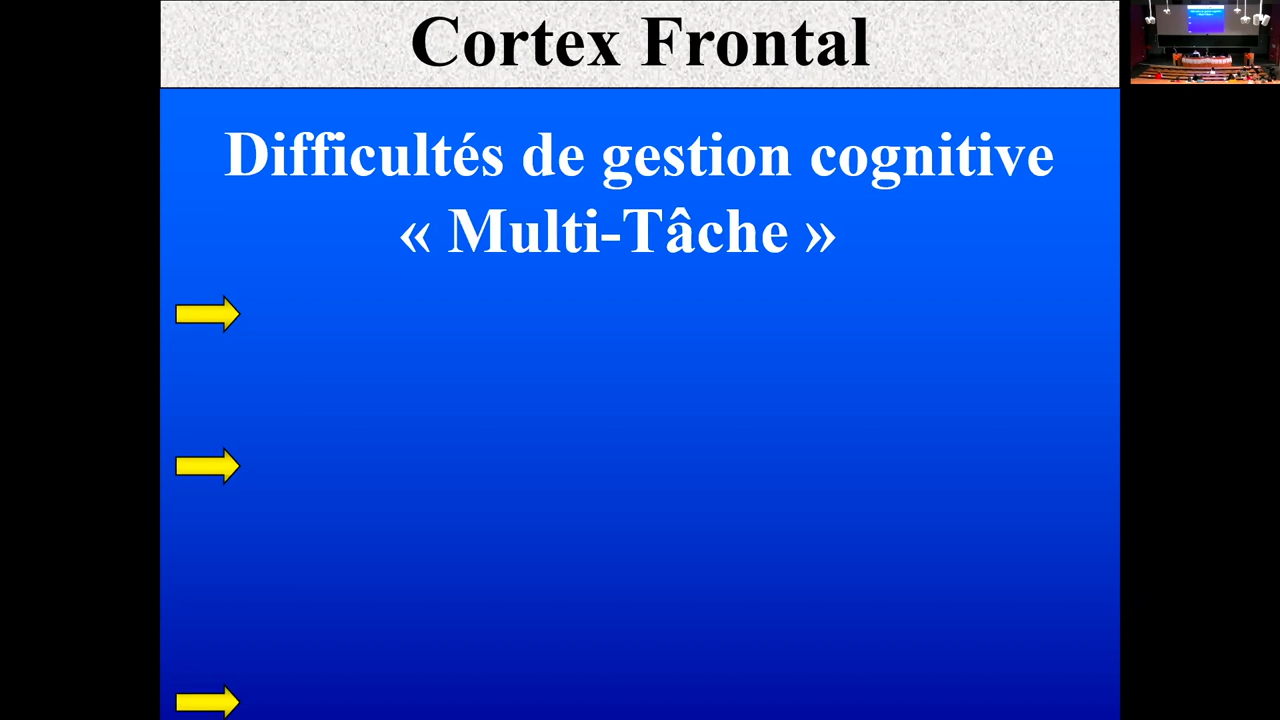 Cortex Frontal
Difficultés de gestion cognitive
« Multi-Tâche »